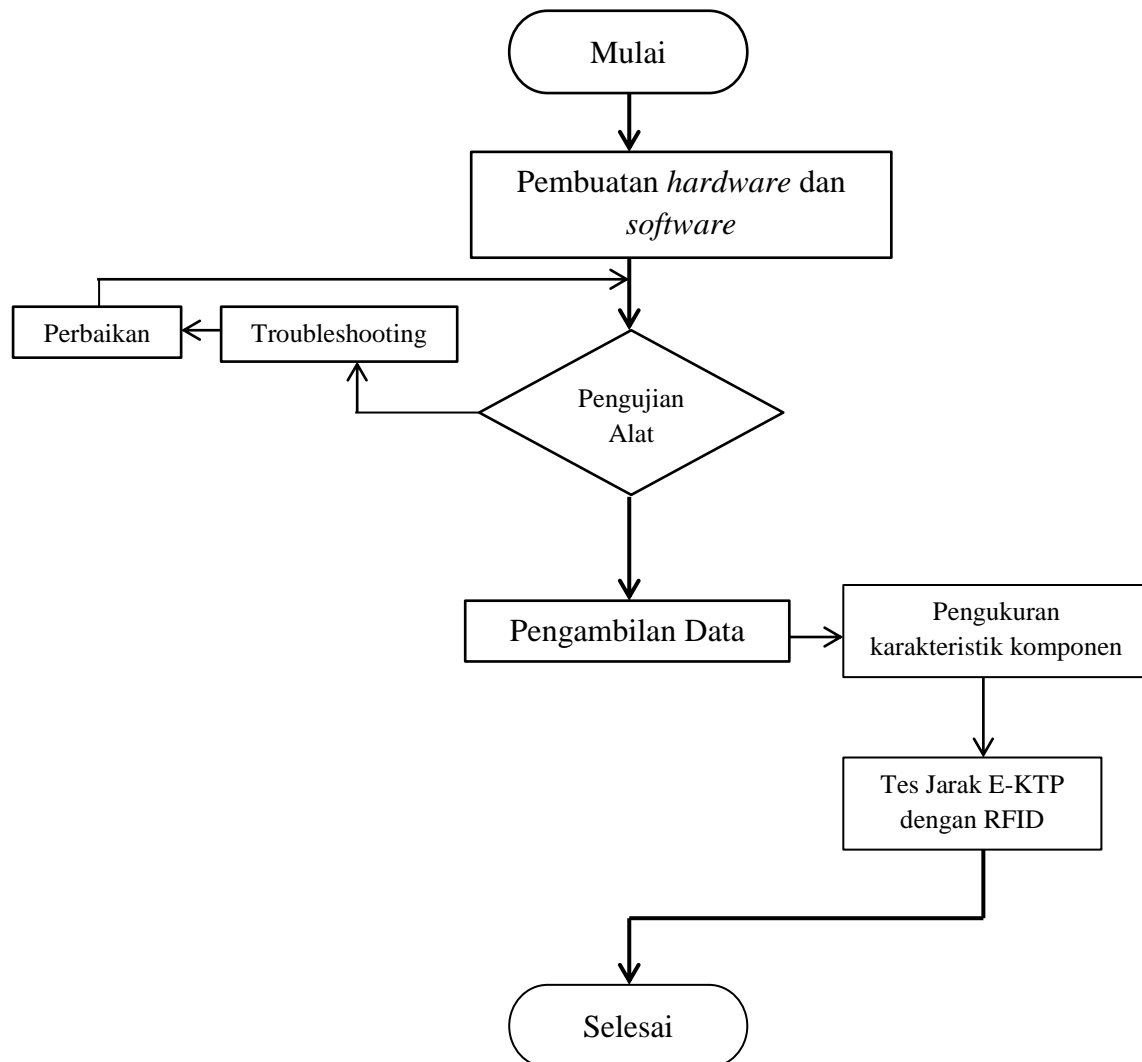 Mulai
Pembuatan hardware dan
software
Perbaikan
Troubleshooting
Pengujian
Alat
Pengambilan Data
Pengukuran
karakteristik komponen
Tes Jarak E-KTP
dengan RFID
Selesai